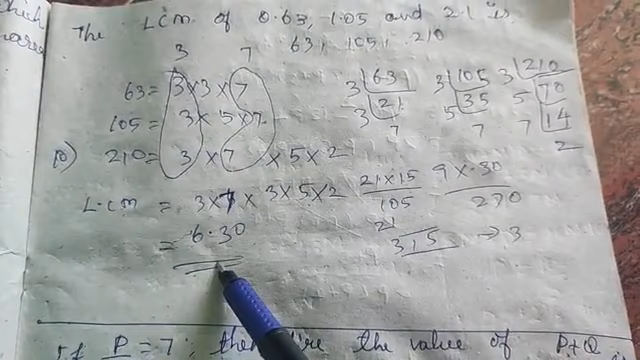 The LCM of 0.63, 1.05 and 2.1 is
63, 105, 210
3 7
63 = 3×3×7
105 = 3×5×7
10) 210 = 3×7×5×2
3 63
3 21
7
3 105
5 35
7
3 210
5 70
7 14
2
L.C.M = 3×7×3×5×2
= 6.30
21×15
105
21
315 → 3
9×30
270
If P = 7, the value of P+Q